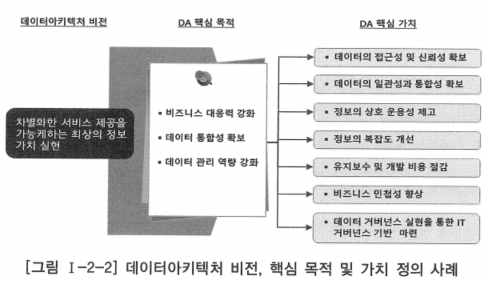 데이터아키텍처 비전
DA 핵심 목적
DA 핵심 가치
차별화한 서비스 제공을
가능케하는 최상의 정보
가치 실현
▪ 비즈니스 대응력 강화
▪ 데이터 통합성 확보
▪ 데이터 관리 역량 강화
▪ 데이터의 접근성 및 신뢰성 확보
▪ 데이터의 일관성과 통합성 확보
▪ 정보의 상호 운용성 제고
▪ 정보의 복잡도 개선
▪ 유지보수 및 개발 비용 절감
▪ 비즈니스 민첩성 향상
▪ 데이터 거버넌스 실현을 통한 IT
거버넌스 기반 마련
[그림 Ⅰ-2-2] 데이터아키텍처 비전, 핵심 목적 및 가치 정의 사례